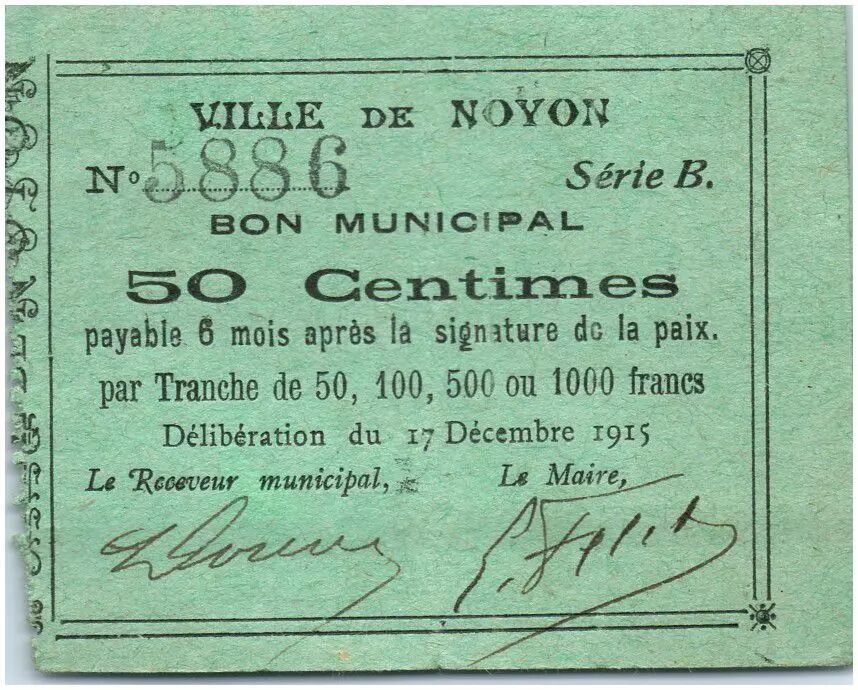 VILLE DE NOYON
No 5886 Série B.
BON MUNICIPAL
50 Centimes
payable 6 mois après la signature de la paix.
par Tranche de 50, 100, 500 ou 1000 francs
Délibération du 17 Décembre 1915
Le Receveur municipal, Le Maire,